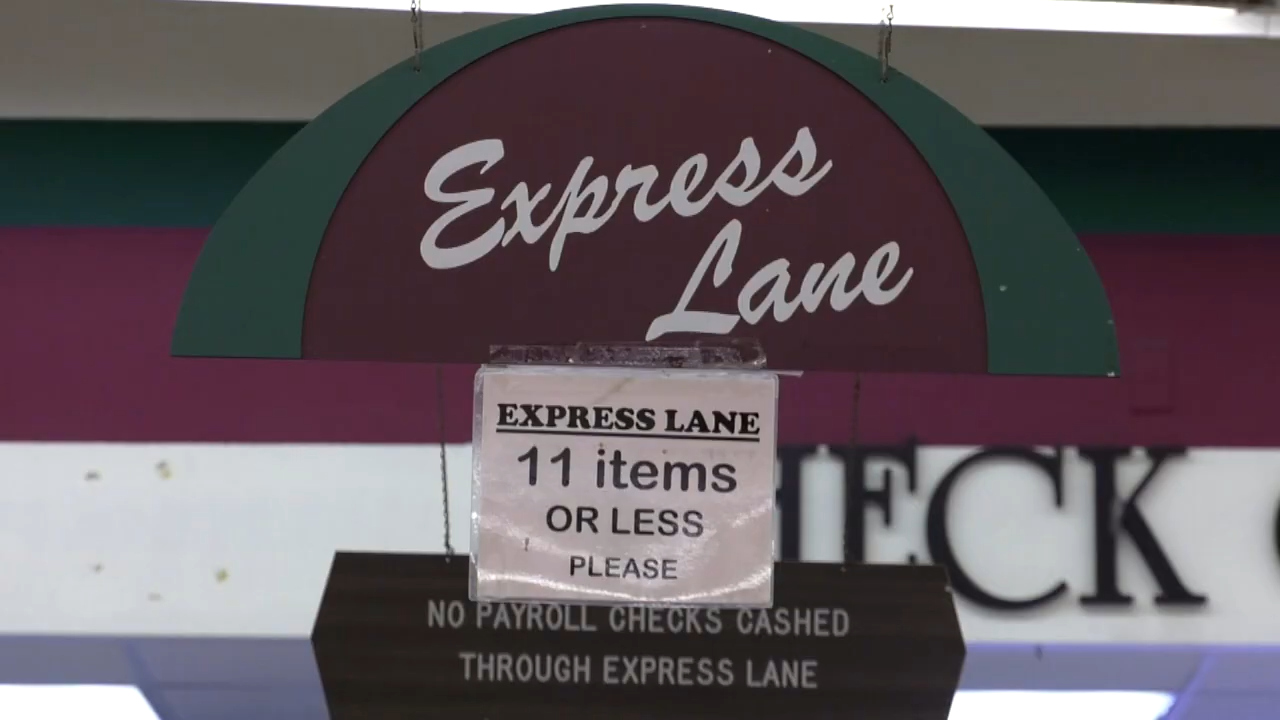 Express
Lane
EXPRESS LANE
11 items
OR LESS
PLEASE
NO PAYROLL CHECKS CASHED
THROUGH EXPRESS LANE